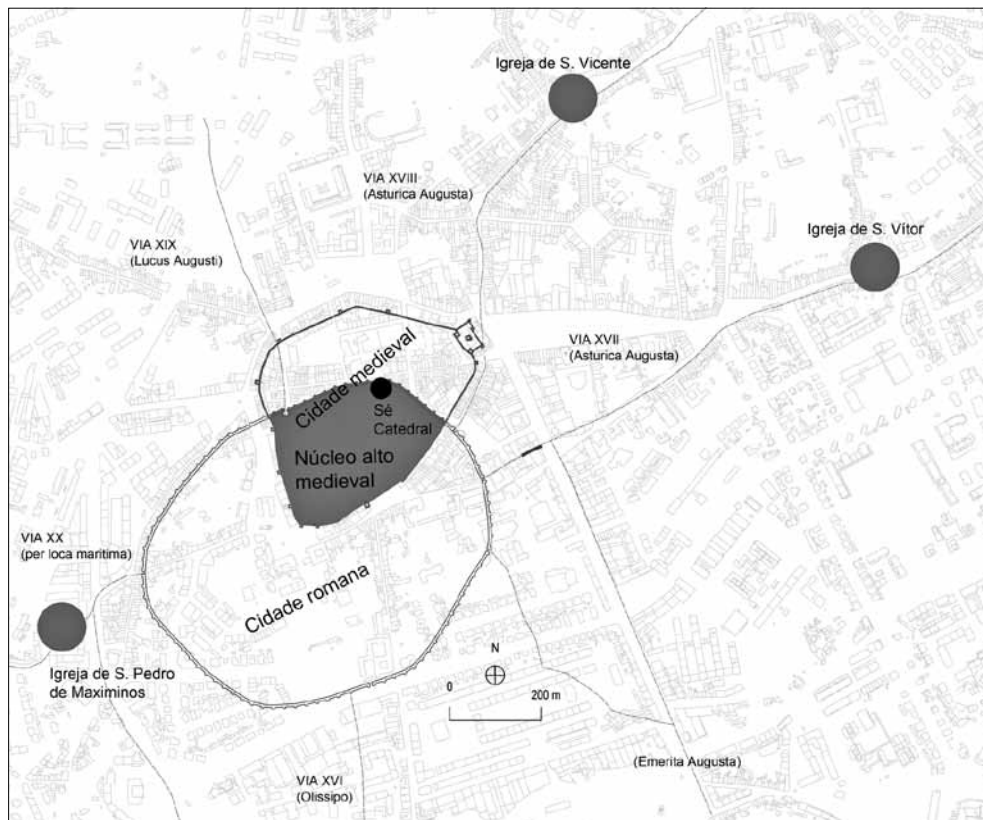 Igreja de S. Vicente
VIA XVIII
(Asturica Augusta)
Igreja de S. Vítor
VIA XIX
(Lucus Augusti)
VIA XVII
(Asturica Augusta)
Cidade medieval
Sé
Catedral
Núcleo alto
medieval
VIA XX
(per loca maritima)
Cidade romana
Igreja de S. Pedro
de Maximinos
N
0
200 m
VIA XVI
(Olissipo)
(Emerita Augusta)